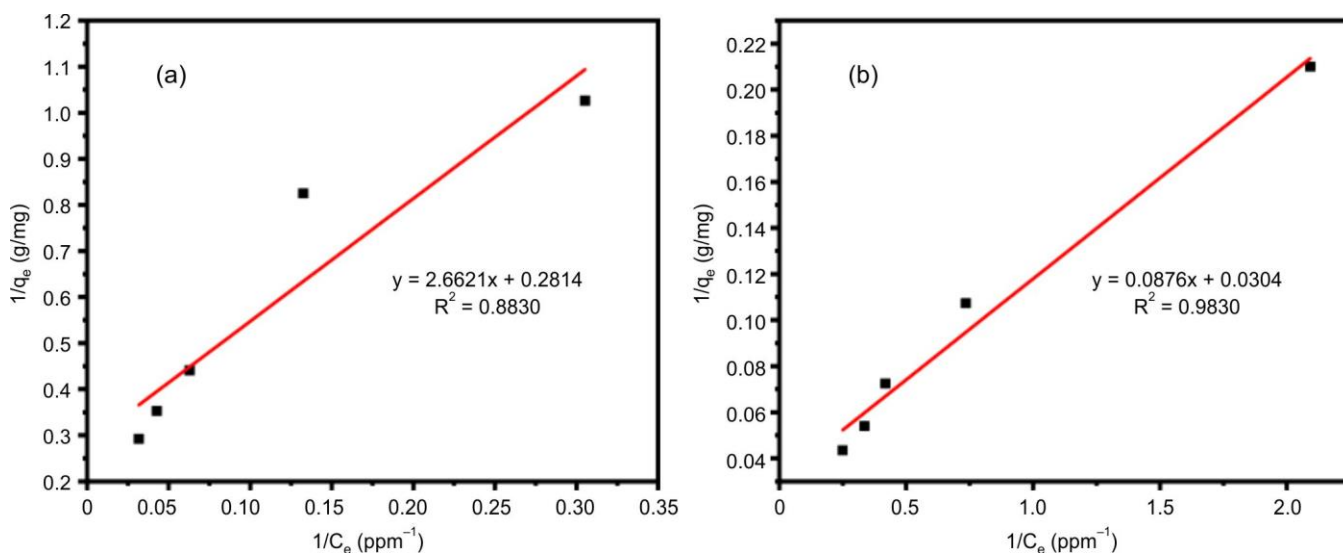 1.2
1.1
1.0
0.9
0.8
0.7
0.6
0.5
0.4
0.3
0.2
1/qe (g/mg)
(a)
y = 2.6621x + 0.2814
R² = 0.8830
0 0.05 0.10 0.15 0.20 0.25 0.30 0.35
1/Ce (ppm⁻¹)
0.22
0.20
0.18
0.16
0.14
0.12
0.10
0.08
0.06
0.04
1/qe (g/mg)
(b)
y = 0.0876x + 0.0304
R² = 0.9830
0 0.5 1.0 1.5 2.0
1/Ce (ppm⁻¹)